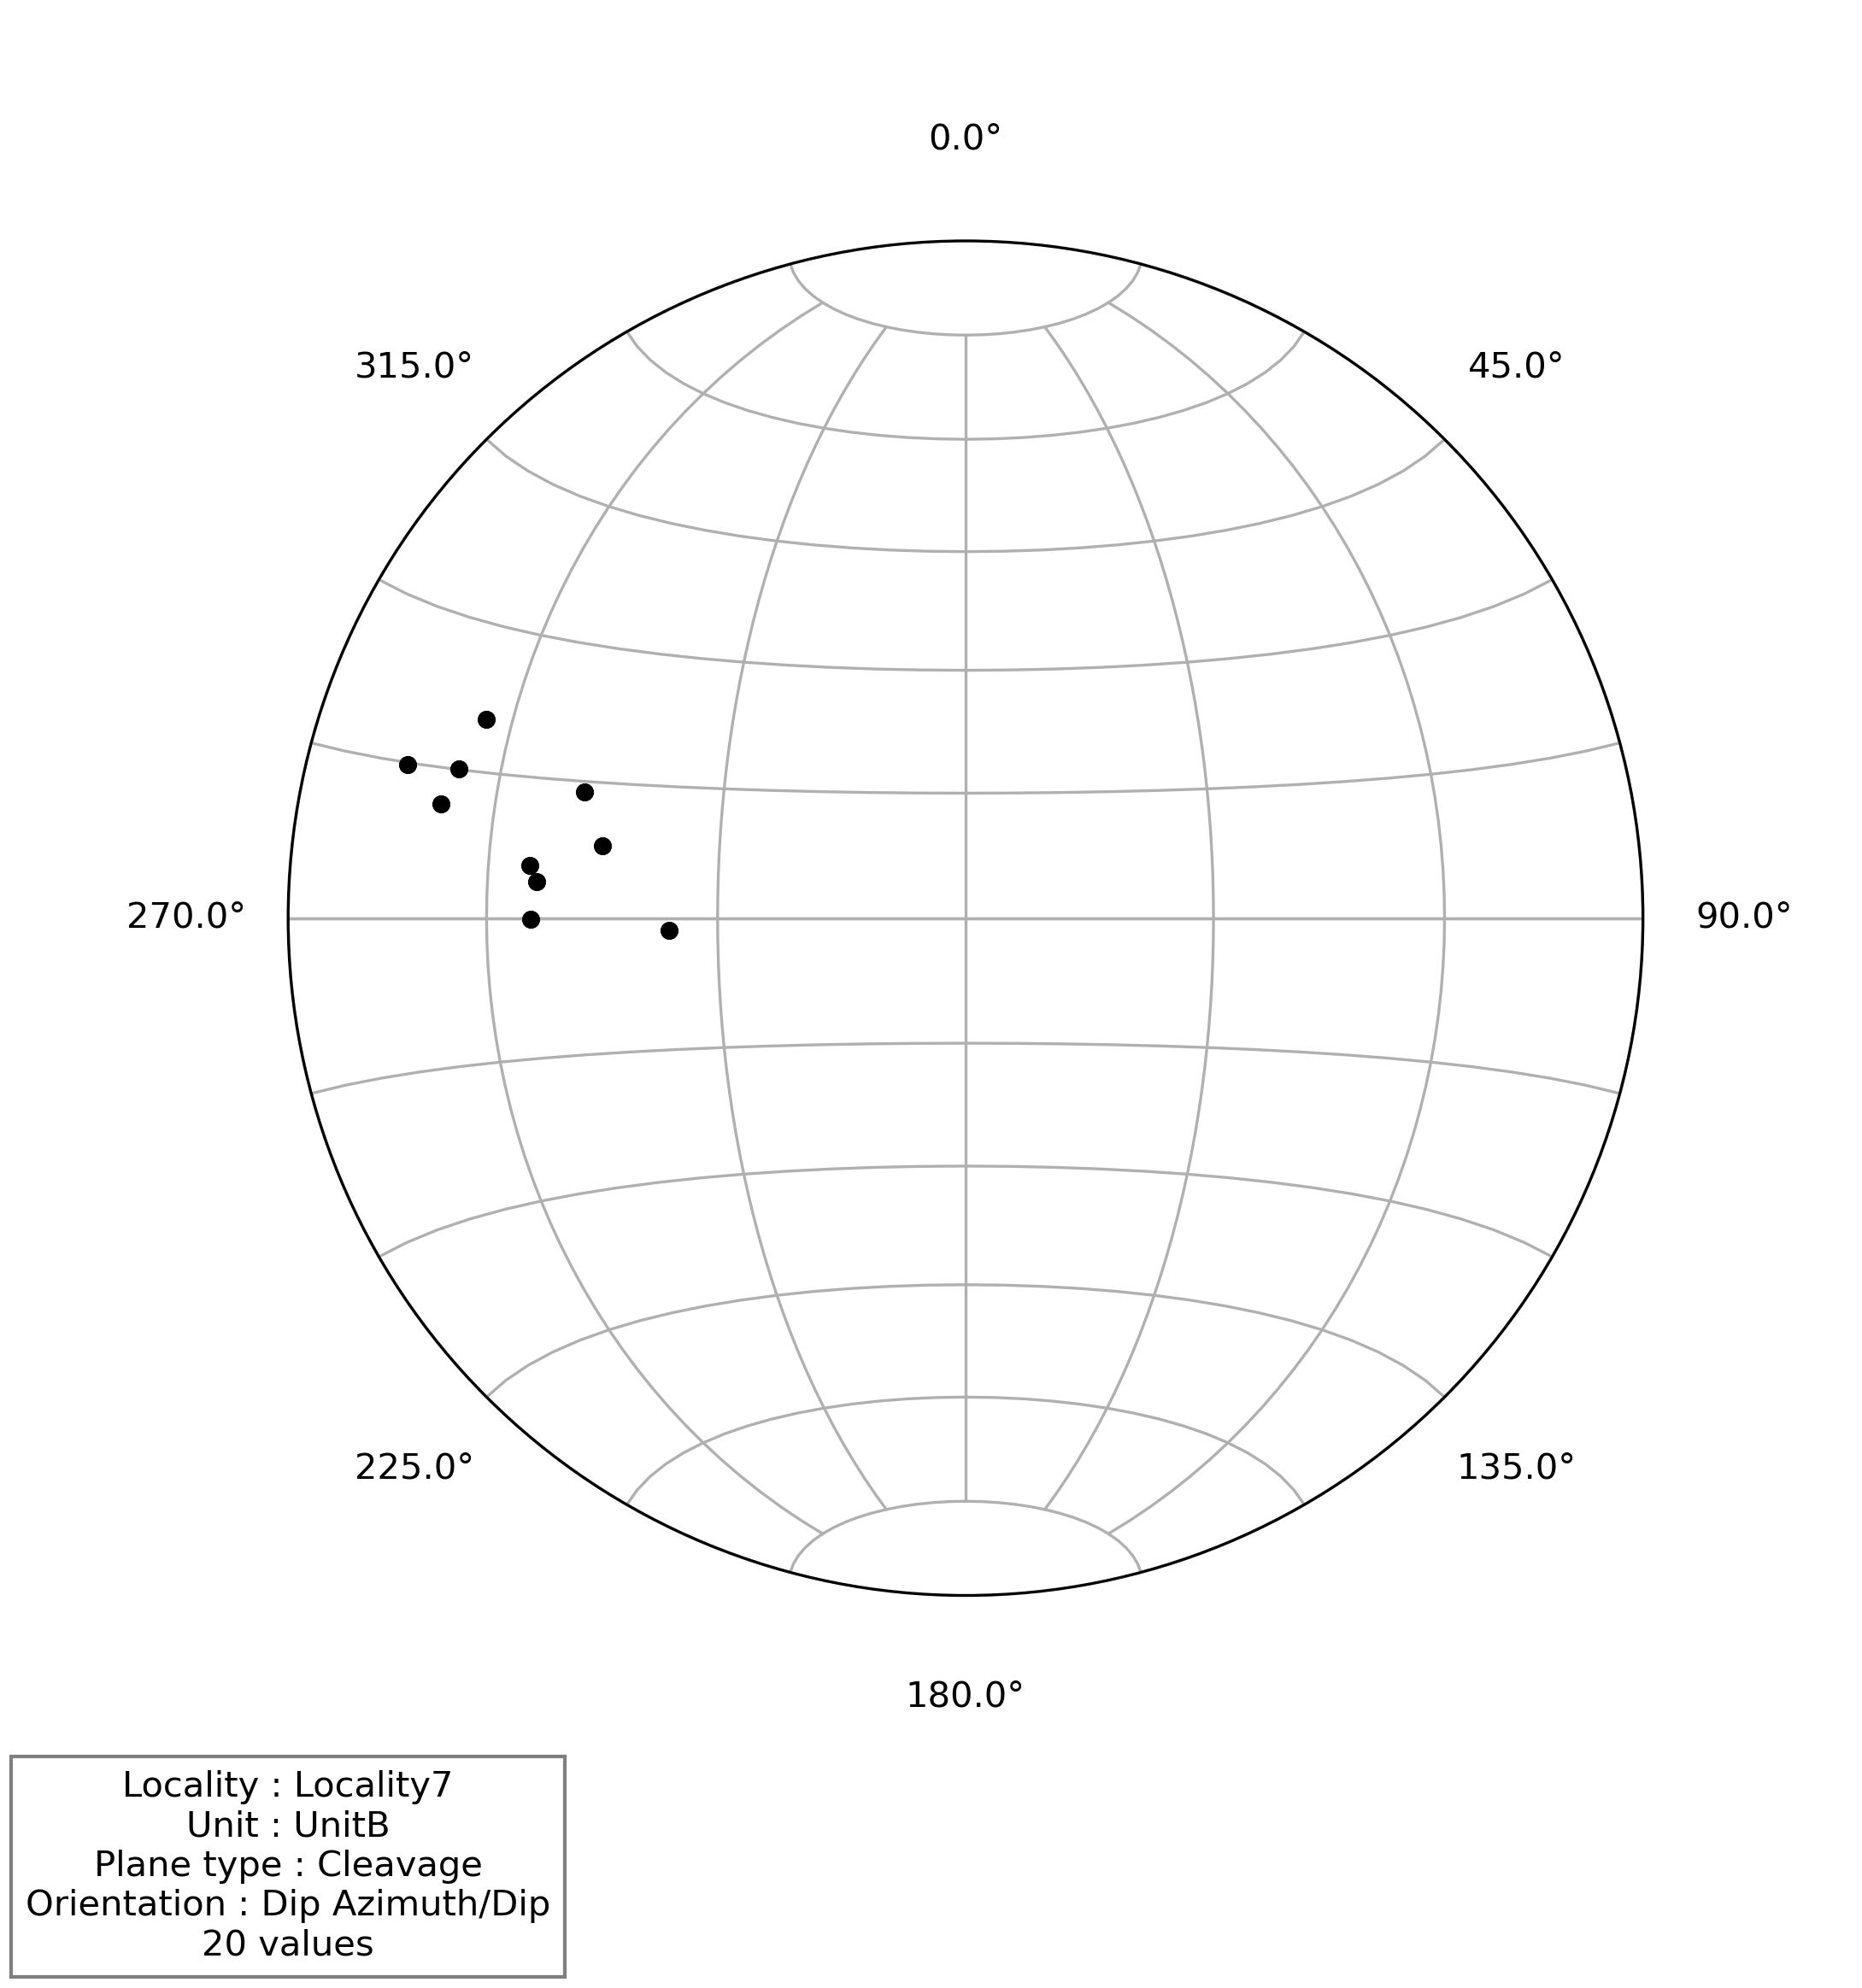 0.0°
315.0°
45.0°
270.0°
90.0°
225.0°
135.0°
180.0°
Locality : Locality7
Unit : UnitB
Plane type : Cleavage
Orientation : Dip Azimuth/Dip
20 values